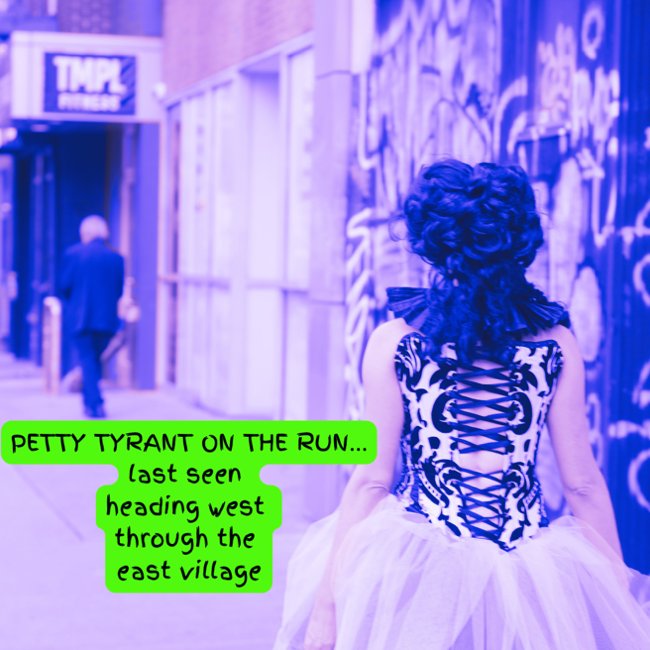 TMPL
FITNESS
PETTY TYRANT ON THE RUN...
last seen
heading west
through the
east village